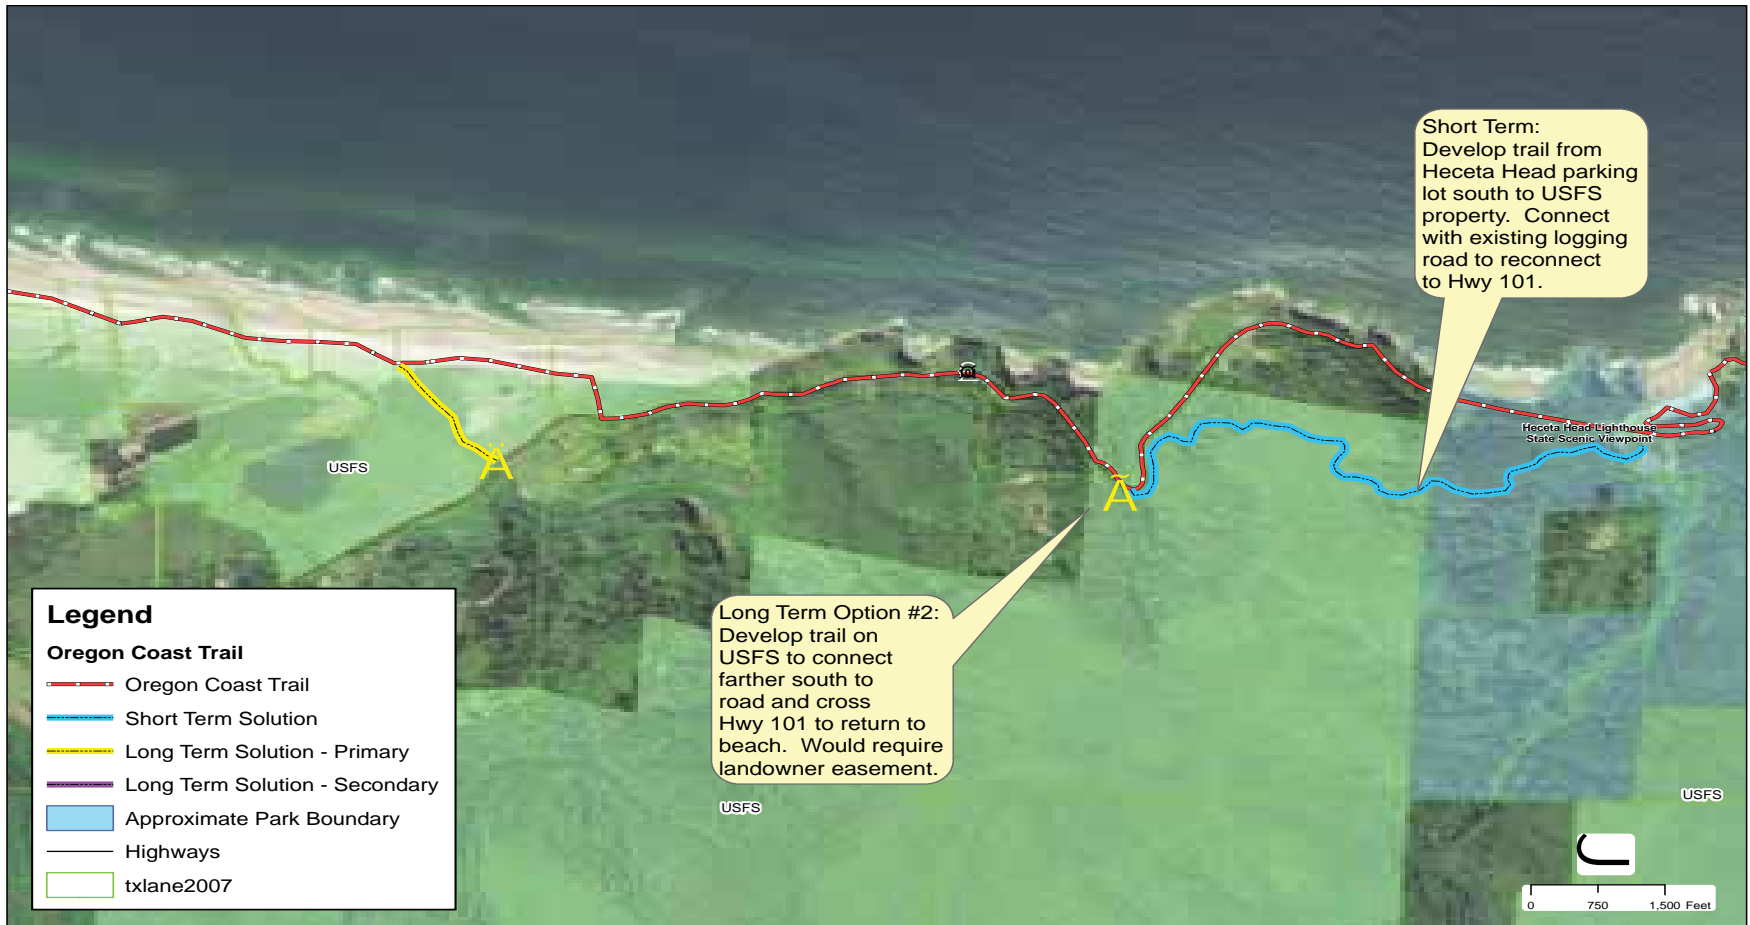 Short Term:
Develop trail from
Heceta Head parking
lot south to USFS
property.  Connect
with existing logging
road to reconnect
to Hwy 101.
Heceta Head Lighthouse
State Scenic Viewpoint
USFS
Ä
Ã
Long Term Option #2:
Develop trail on
USFS to connect
farther south to
road and cross
Hwy 101 to return to
beach.  Would require
landowner easement.
USFS
USFS
Legend
Oregon Coast Trail
Oregon Coast Trail
Short Term Solution
Long Term Solution - Primary
Long Term Solution - Secondary
Approximate Park Boundary
Highways
txlane2007
0 750 1,500 Feet